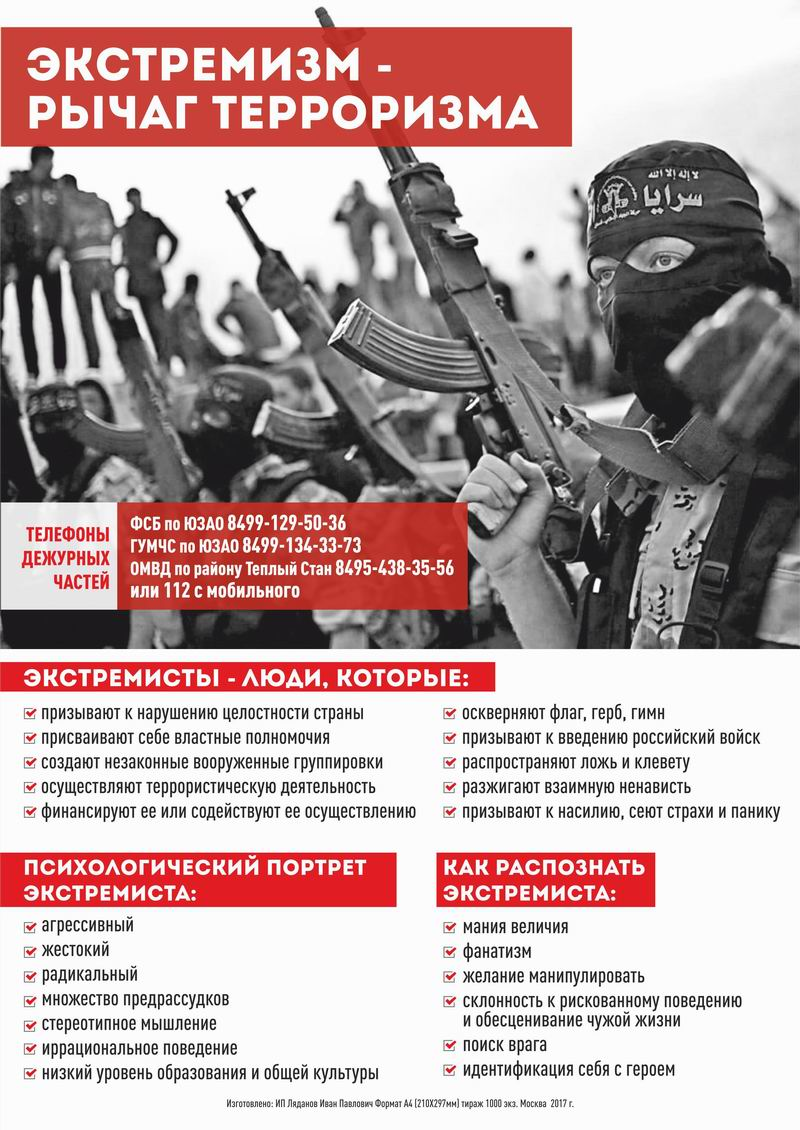 ЭКСТРЕМИЗМ -
РЫЧАГ ТЕРРОРИЗМА
لا إله إلا الله
سرايا
ТЕЛЕФОНЫ
ДЕЖУРНЫХ
ЧАСТЕЙ
ФСБ по ЮЗАО 8499-129-50-36
ГУМЧС по ЮЗАО 8499-134-33-73
ОМВД по району Теплый Стан 8495-438-35-56
или 112 с мобильного
ЭКСТРЕМИСТЫ - ЛЮДИ, КОТОРЫЕ:
призывают к нарушению целостности страны
присваивают себе властные полномочия
создают незаконные вооруженные группировки
осуществляют террористическую деятельность
финансируют ее или содействуют ее осуществлению
оскверняют флаг, герб, гимн
призывают к введению российский войск
распространяют ложь и клевету
разжигают взаимную ненависть
призывают к насилию, сеют страхи и панику
ПСИХОЛОГИЧЕСКИЙ ПОРТРЕТ
ЭКСТРЕМИСТА:
агрессивный
жестокий
радикальный
множество предрассудков
стереотипное мышление
иррациональное поведение
низкий уровень образования и общей культуры
КАК РАСПОЗНАТЬ
ЭКСТРЕМИСТА:
мания величия
фанатизм
желание манипулировать
склонность к рискованному поведению
и обесценивание чужой жизни
поиск врага
идентификация себя с героем
Изготовлено: ИП Ляданов Иван Павлович Формат А4 (210Х297мм) тираж 1000 экз. Москва 2017 г.